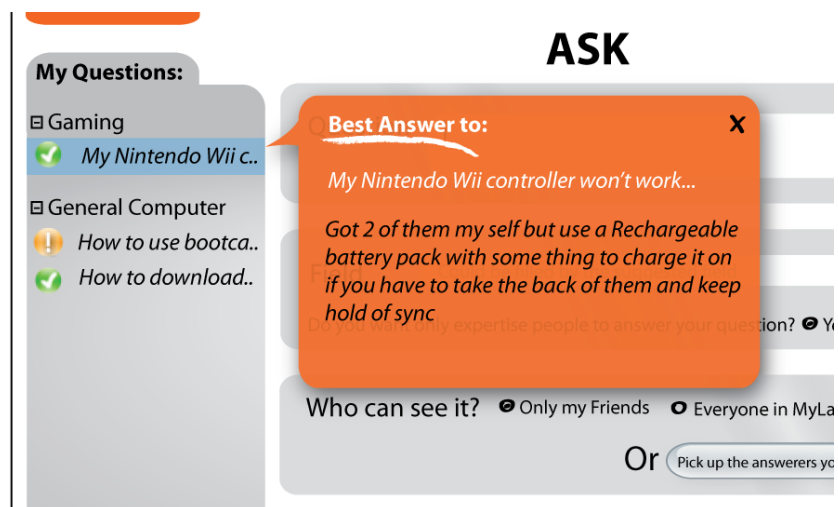 ASK
My Questions:
Gaming
My Nintendo Wii c..
General Computer
How to use bootca..
How to download..
Best Answer to:
X
My Nintendo Wii controller won't work...
Got 2 of them my self but use a Rechargeable
battery pack with some thing to charge it on
if you have to take the back of them and keep
hold of sync
Field
Do you want only expertise people to answer your question? Yo
Who can see it? Only my Friends Everyone in MyLa
Or Pick up the answerers yo